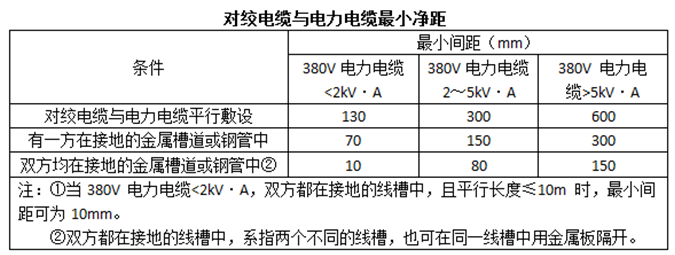 对绞电缆与电力电缆最小净距
条件
最小间距（mm）
380V 电力电缆 380V 电力电缆 380V 电力电
<2kV·A 2～5kV·A 缆>5kV·A
对绞电缆与电力电缆平行敷设 130 300 600
有一方在接地的金属槽道或钢管中 70 150 300
双方均在接地的金属槽道或钢管中② 10 80 150
注：①当 380V 电力电缆<2kV·A，双方都在接地的线槽中，且平行长度≤10m 时，最小间
距可为 10mm。
②双方都在接地的线槽中，系指两个不同的线槽，也可在同一线槽中用金属板隔开。